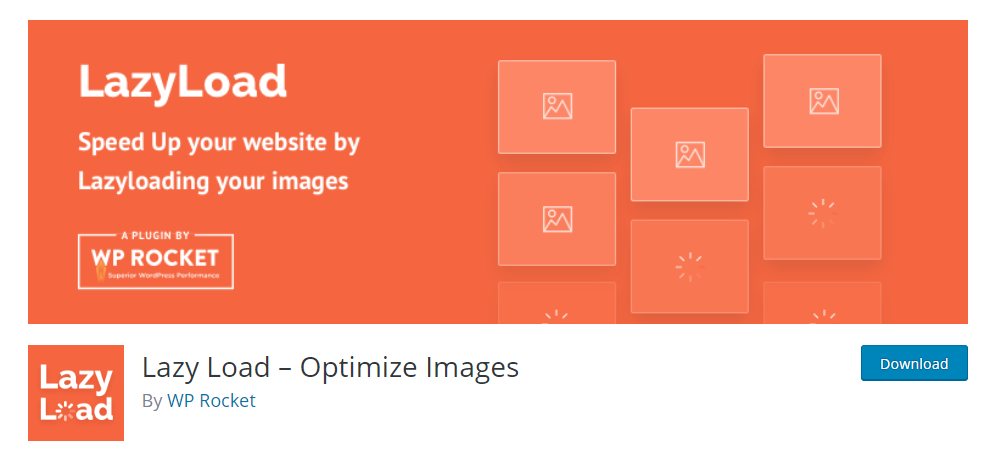 LazyLoad
Speed Up your website by
Lazyloading your images
A PLUGIN BY
WP ROCKET
Superior WordPress Performance
Lazy
Load
Lazy Load – Optimize Images
By WP Rocket
Download